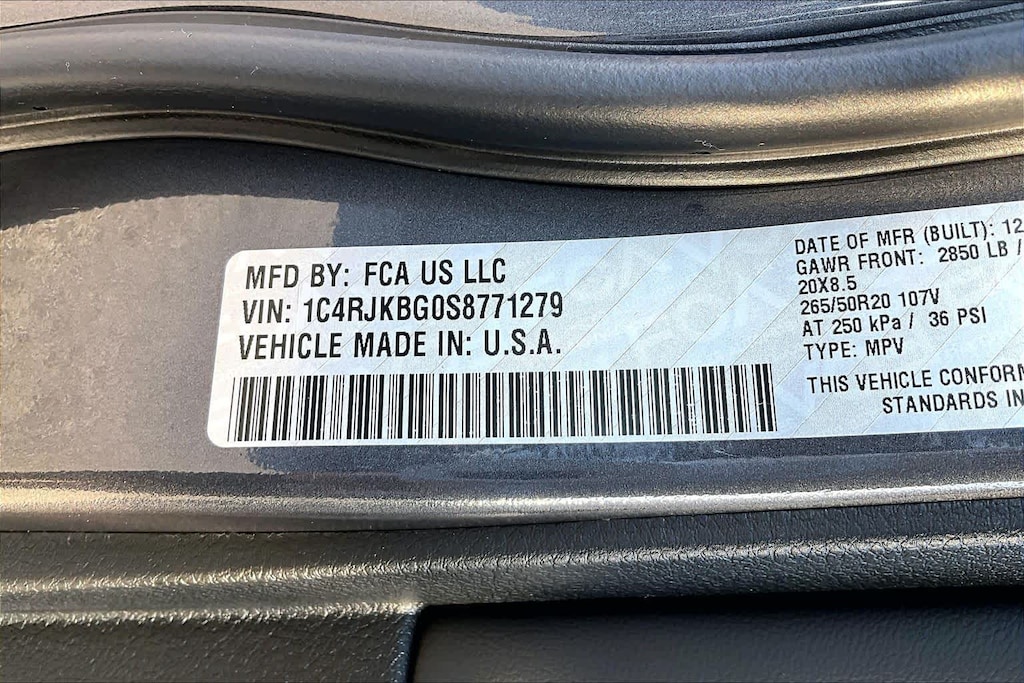 MFD BY: FCA US LLC
VIN: 1C4RJKBG0S8771279
VEHICLE MADE IN: U.S.A.
DATE OF MFR (BUILT): 12
GAWR FRONT: 2850 LB /
20X8.5
265/50R20 107V
AT 250 kPa / 36 PSI
TYPE: MPV
THIS VEHICLE CONFORM
STANDARDS IN